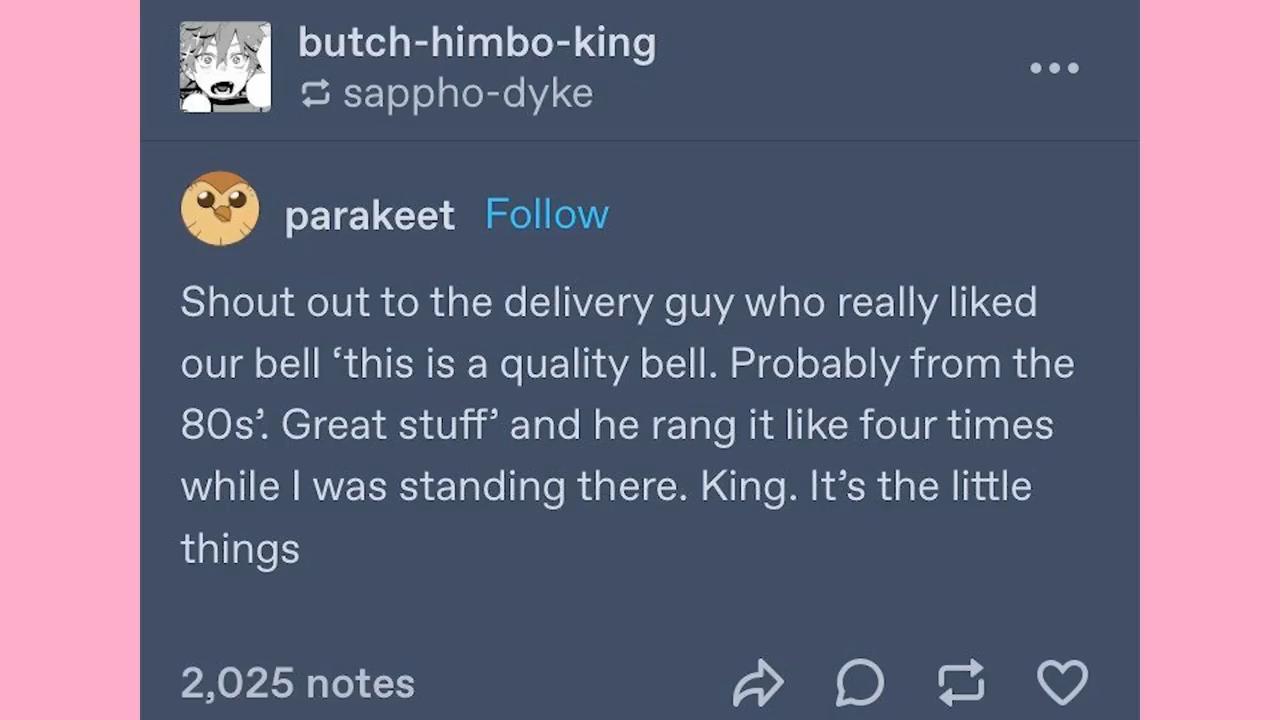 butch-himbo-king
sappho-dyke
parakeet Follow
Shout out to the delivery guy who really liked
our bell ‘this is a quality bell. Probably from the
80s’. Great stuff’ and he rang it like four times
while I was standing there. King. It’s the little
things
2,025 notes